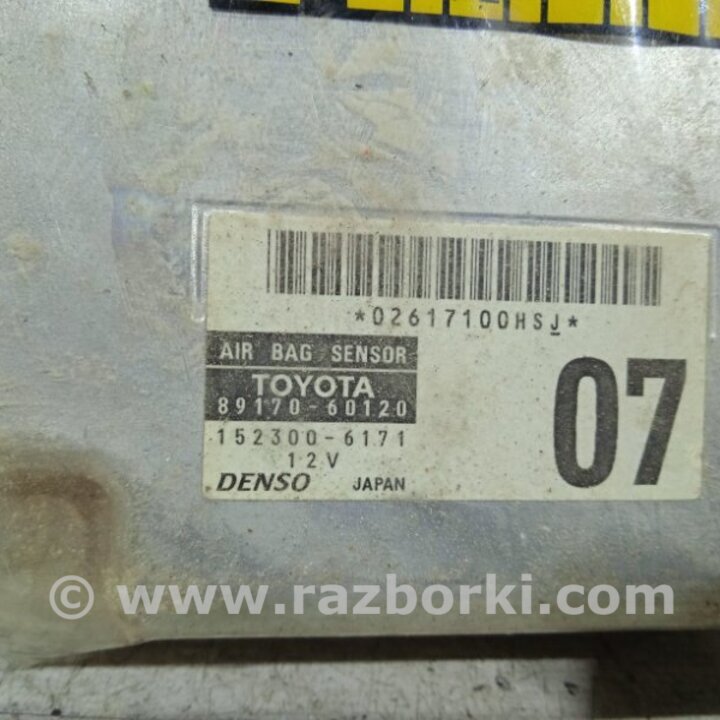 *02617100HSJ*
AIR BAG SENSOR
TOYOTA
89170-60120
152300-6171
12V
DENSO JAPAN
07
© www.razborki.com